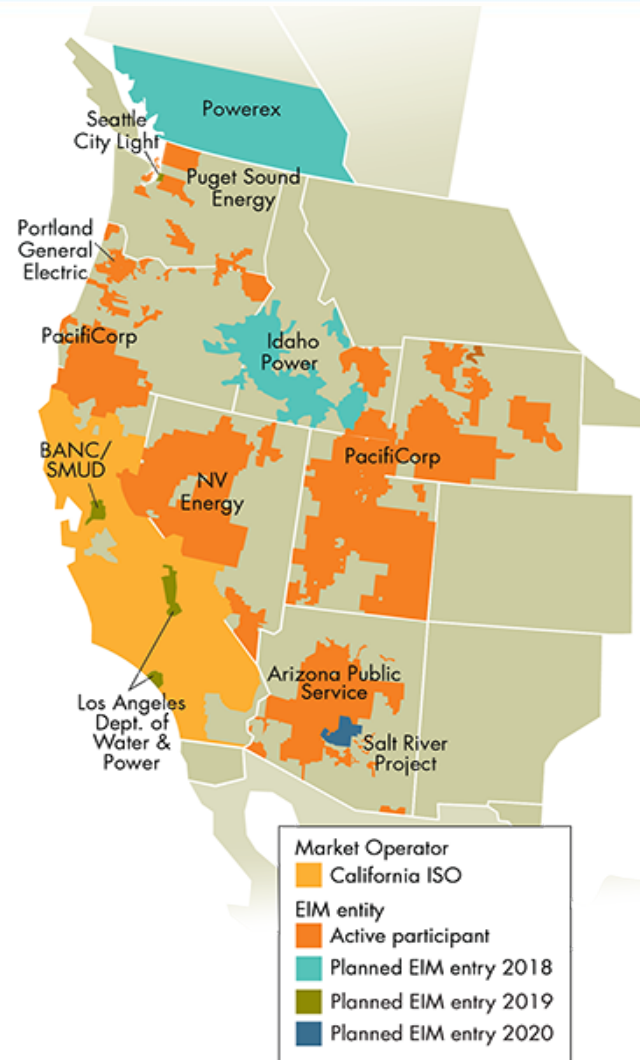 Powerex
Seattle
City Light
Puget Sound
Energy
Portland
General
Electric
PacifiCorp
Idaho
Power
PacifiCorp
BANC/
SMUD
NV
Energy
Arizona Public
Service
Los Angeles
Dept. of
Water &
Power
Salt River
Project
Market Operator
California ISO
EIM entity
Active participant
Planned EIM entry 2018
Planned EIM entry 2019
Planned EIM entry 2020